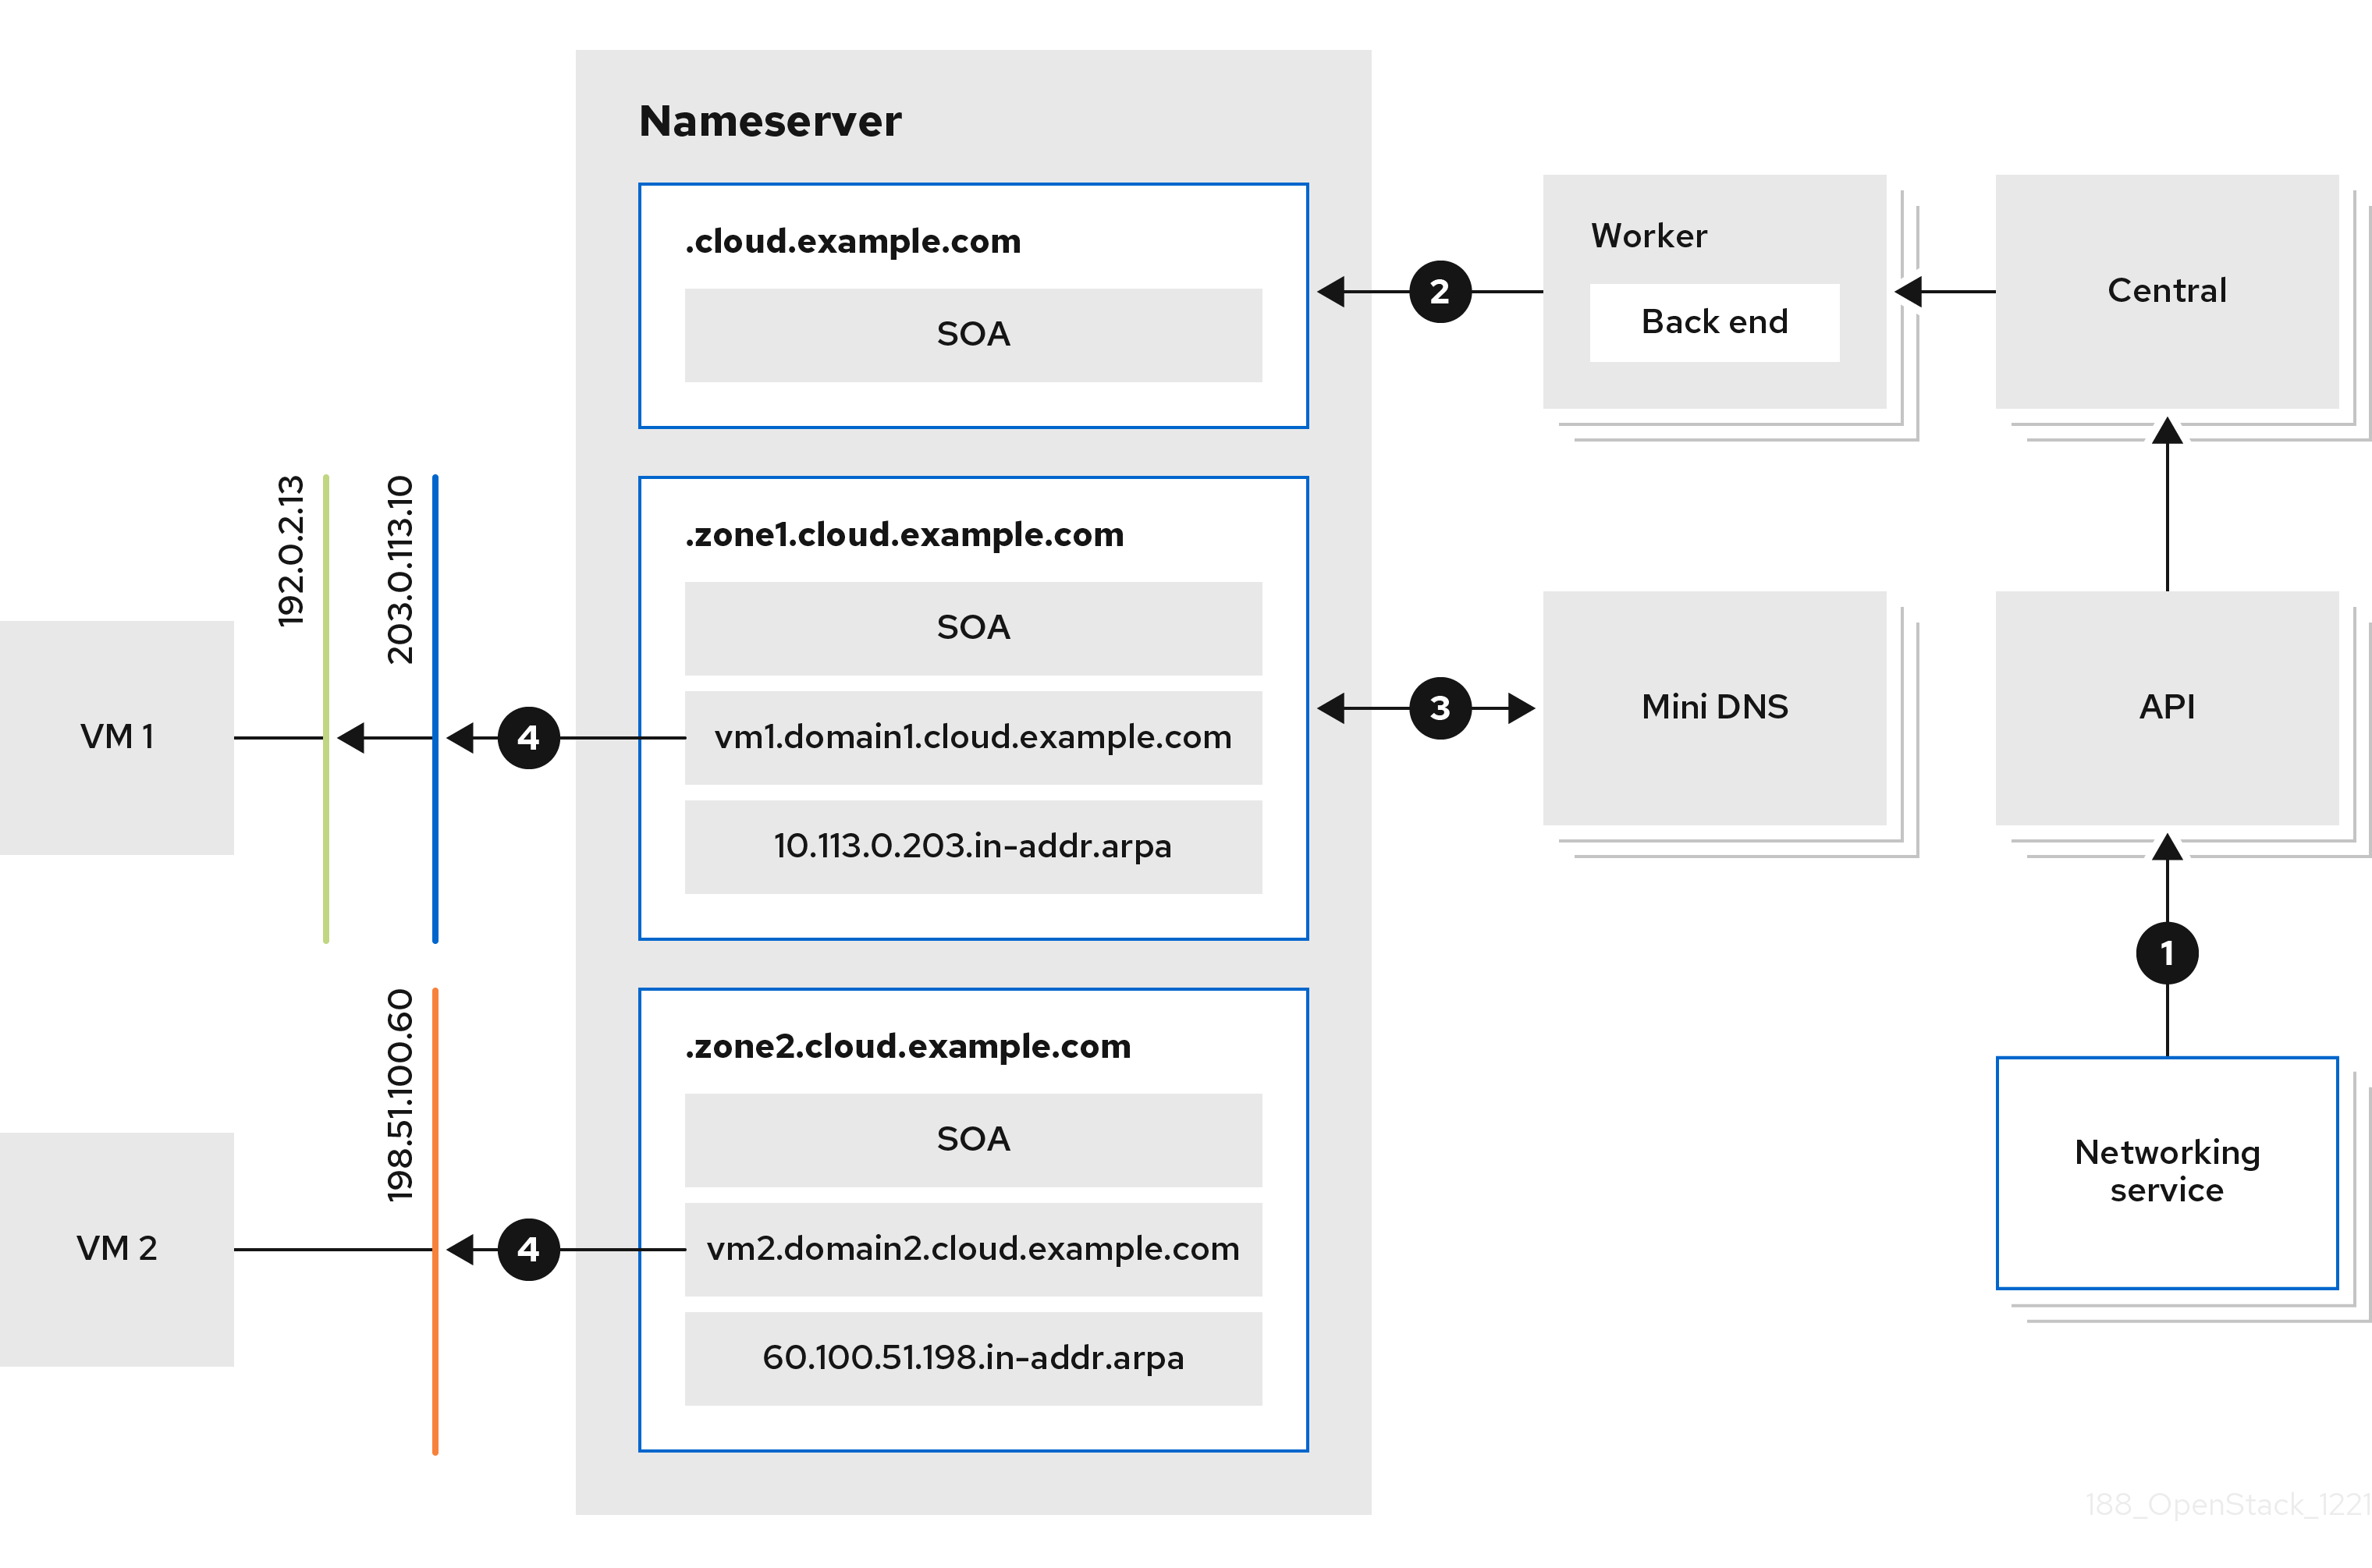 Nameserver
.cloud.example.com
SOA
2
Worker
Back end
Central
192.0.2.13
203.0.113.10
.zone1.cloud.example.com
SOA
vm1.domain1.cloud.example.com
10.113.0.203.in-addr.arpa
VM 1
4
3
Mini DNS
API
1
198.51.100.60
.zone2.cloud.example.com
SOA
vm2.domain2.cloud.example.com
60.100.51.198.in-addr.arpa
VM 2
4
Networking
service
188_OpenStack_1221